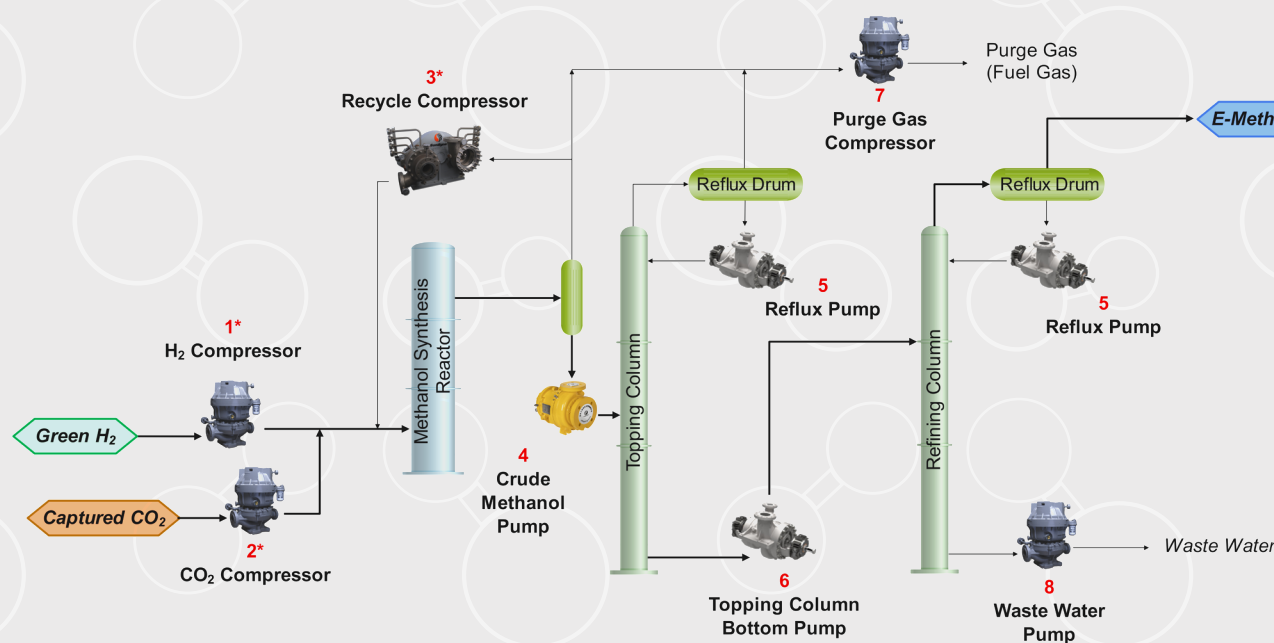 3*
Recycle Compressor
7
Purge Gas
Compressor
Purge Gas
(Fuel Gas)
E-Meth
Reflux Drum
Reflux Drum
5
Reflux Pump
5
Reflux Pump
1*
H₂ Compressor
Green H₂
Captured CO₂
2*
CO₂ Compressor
Methanol Synthesis
Reactor
4
Crude
Methanol
Pump
Topping Column
6
Topping Column
Bottom Pump
Refining Column
8
Waste Water
Pump
Waste Water